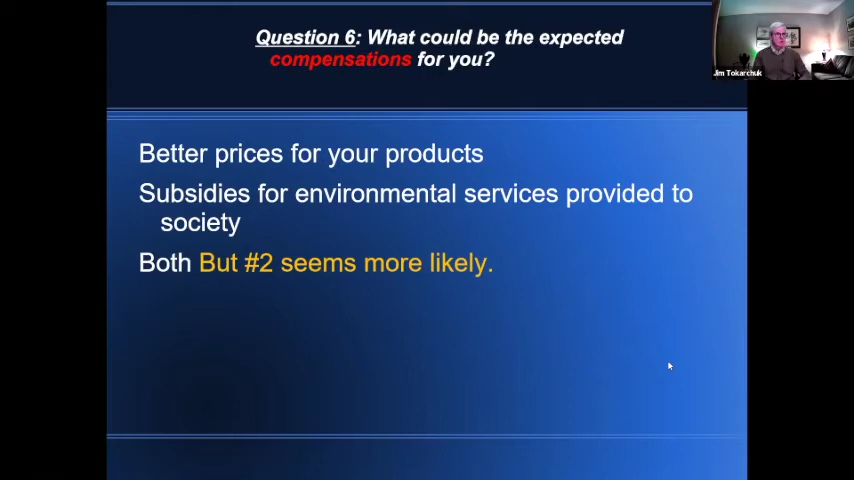 Question 6: What could be the expected
compensations for you?
Jim Tokarchuk
Better prices for your products
Subsidies for environmental services provided to
society
Both But #2 seems more likely.